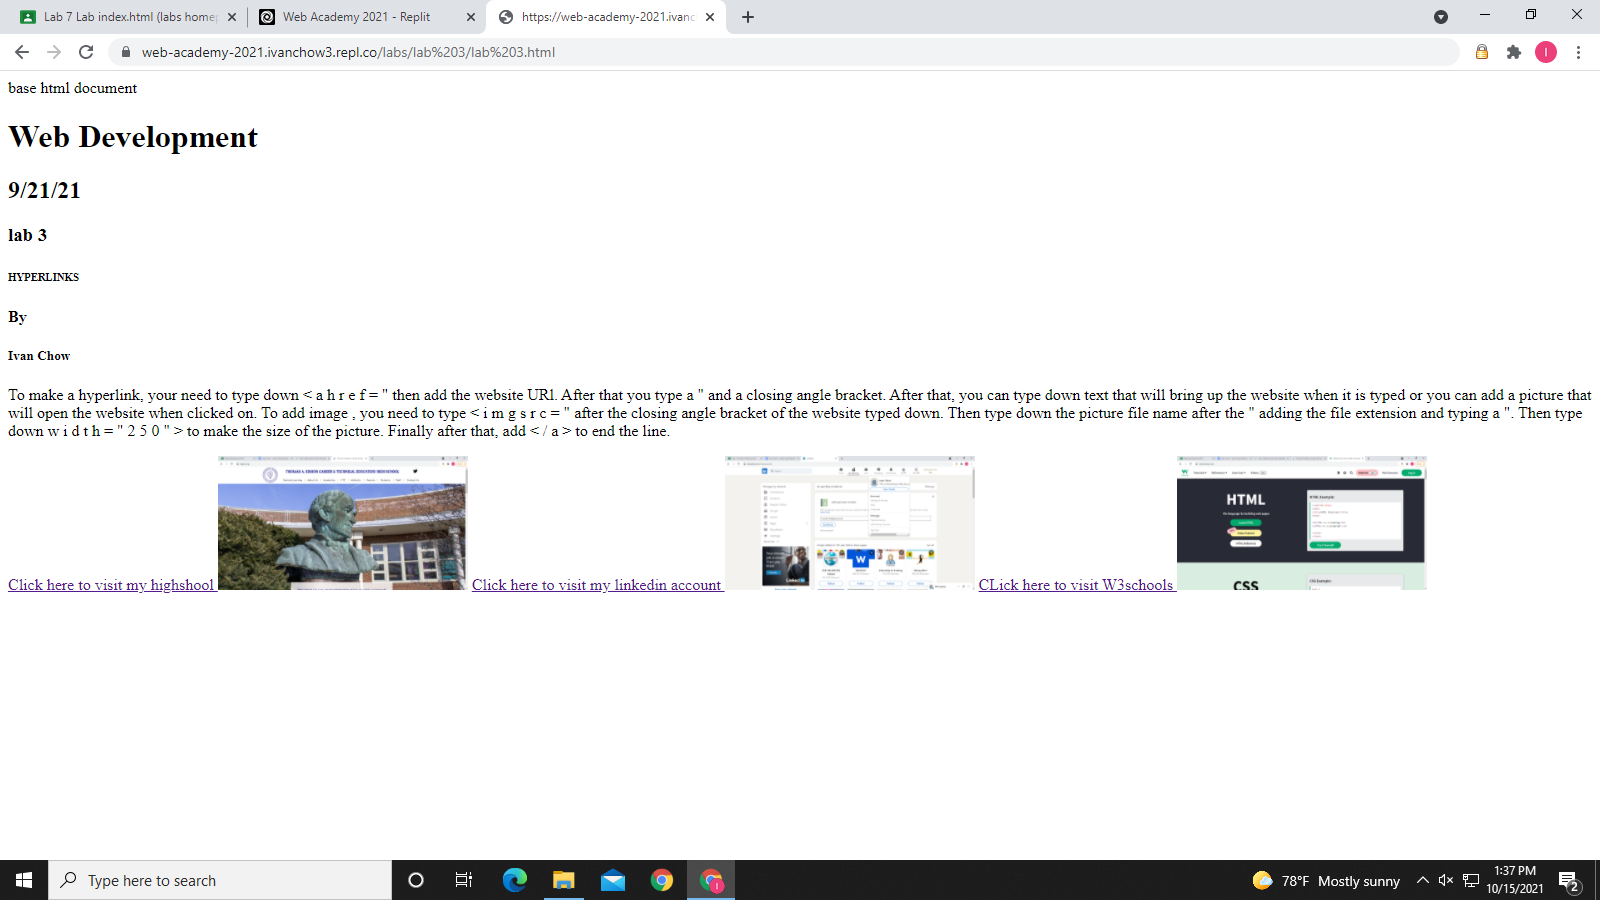 Lab 7 Lab index.html (labs home
Web Academy 2021 - Replit
https://web-academy-2021.ivanc
web-academy-2021.ivanchow3.repl.co/labs/lab%203/lab%203.html
I
base html document
Web Development
9/21/21
lab 3
HYPERLINKS
By
Ivan Chow
To make a hyperlink, your need to type down < a h r e f = " then add the website URl. After that you type a " and a closing angle bracket. After that, you can type down text that will bring up the website when it is typed or you can add a picture that
will open the website when clicked on. To add image , you need to type < i m g s r c = " after the closing angle bracket of the website typed down. Then type down the picture file name after the " adding the file extension and typing a ". Then type
down w i d t h = " 2 5 0 " > to make the size of the picture. Finally after that, add < / a > to end the line.
THOMAS A. EDISON CAREER & TECHNICAL EDUCATION HIGH SCHOOL
HTML
CSS
Click here to visit my highshool
Click here to visit my linkedin account
CLick here to visit W3schools
Type here to search
78°F Mostly sunny
1:37 PM
10/15/2021
2